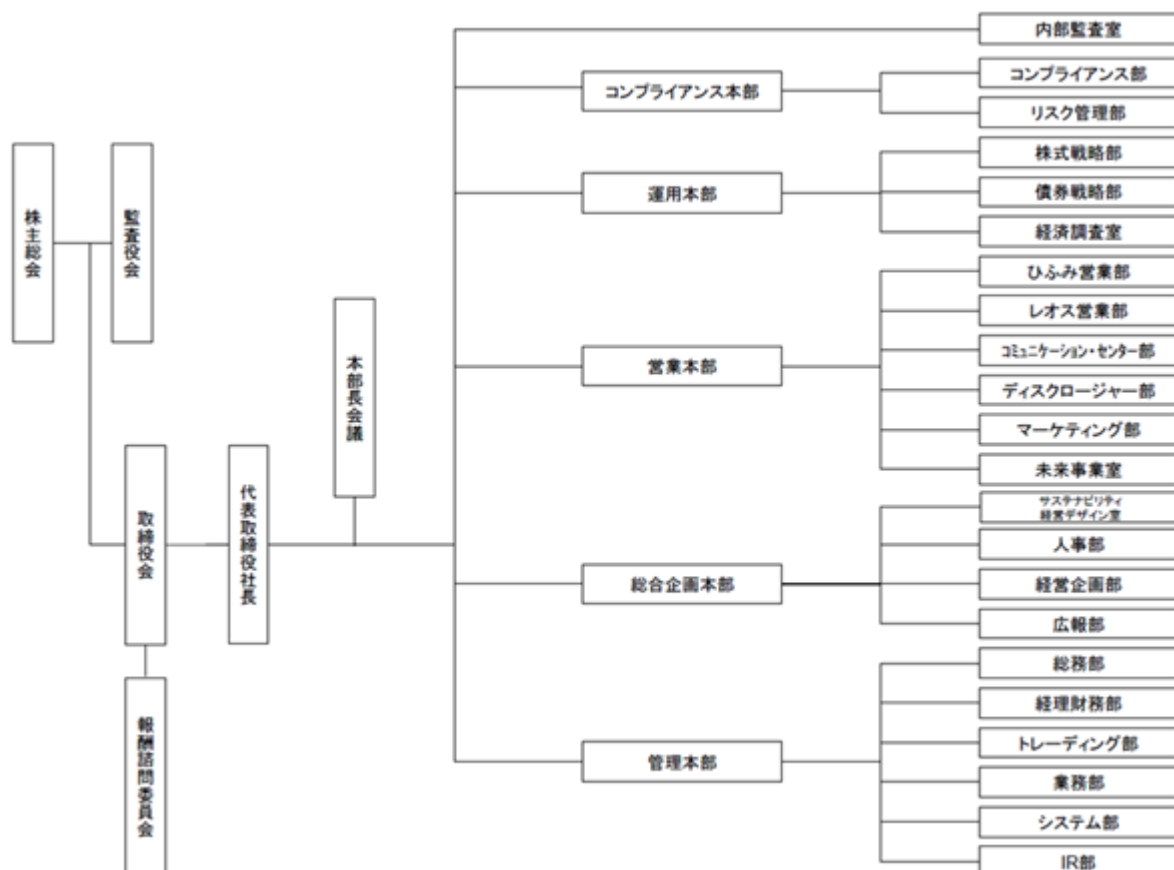 株主総会
監査役会
取締役会
報酬諮問委員会
代表取締役社長
本部長会議
内部監査室
コンプライアンス本部
コンプライアンス部
リスク管理部
運用本部
株式戦略部
債券戦略部
経済調査室
営業本部
ひふみ営業部
レオス営業部
コミュニケーション・センター部
ディスクロージャー部
マーケティング部
未来事業室
総合企画本部
サステナビリティ
経営デザイン室
人事部
経営企画部
広報部
管理本部
総務部
経理財務部
トレーディング部
業務部
システム部
IR部